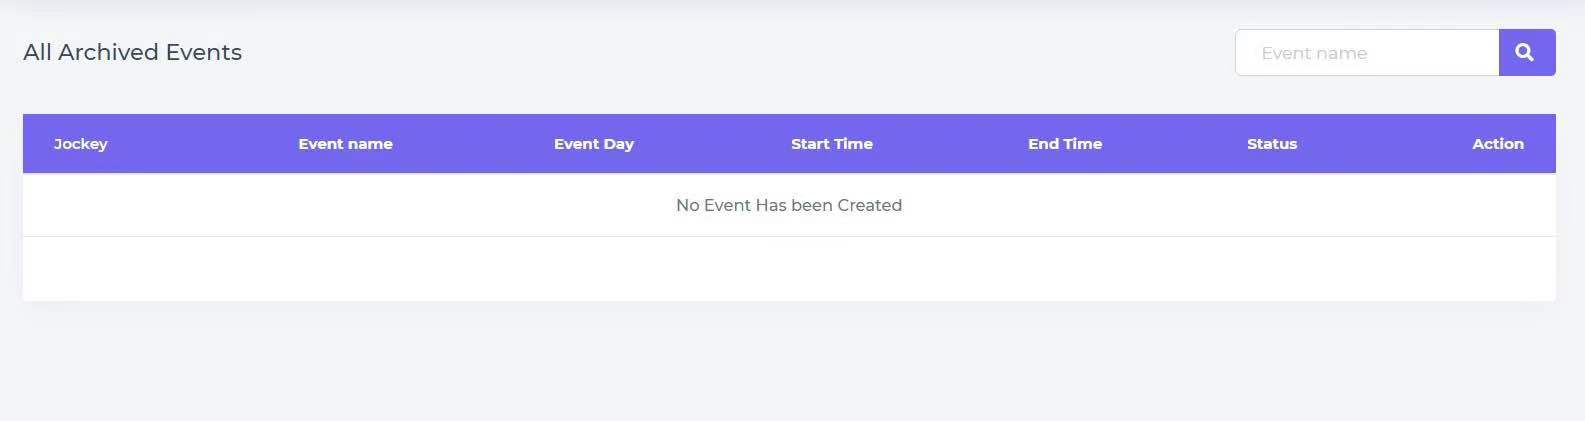 All Archived Events
Event name
Jockey Event name Event Day Start Time End Time Status Action
No Event Has been Created